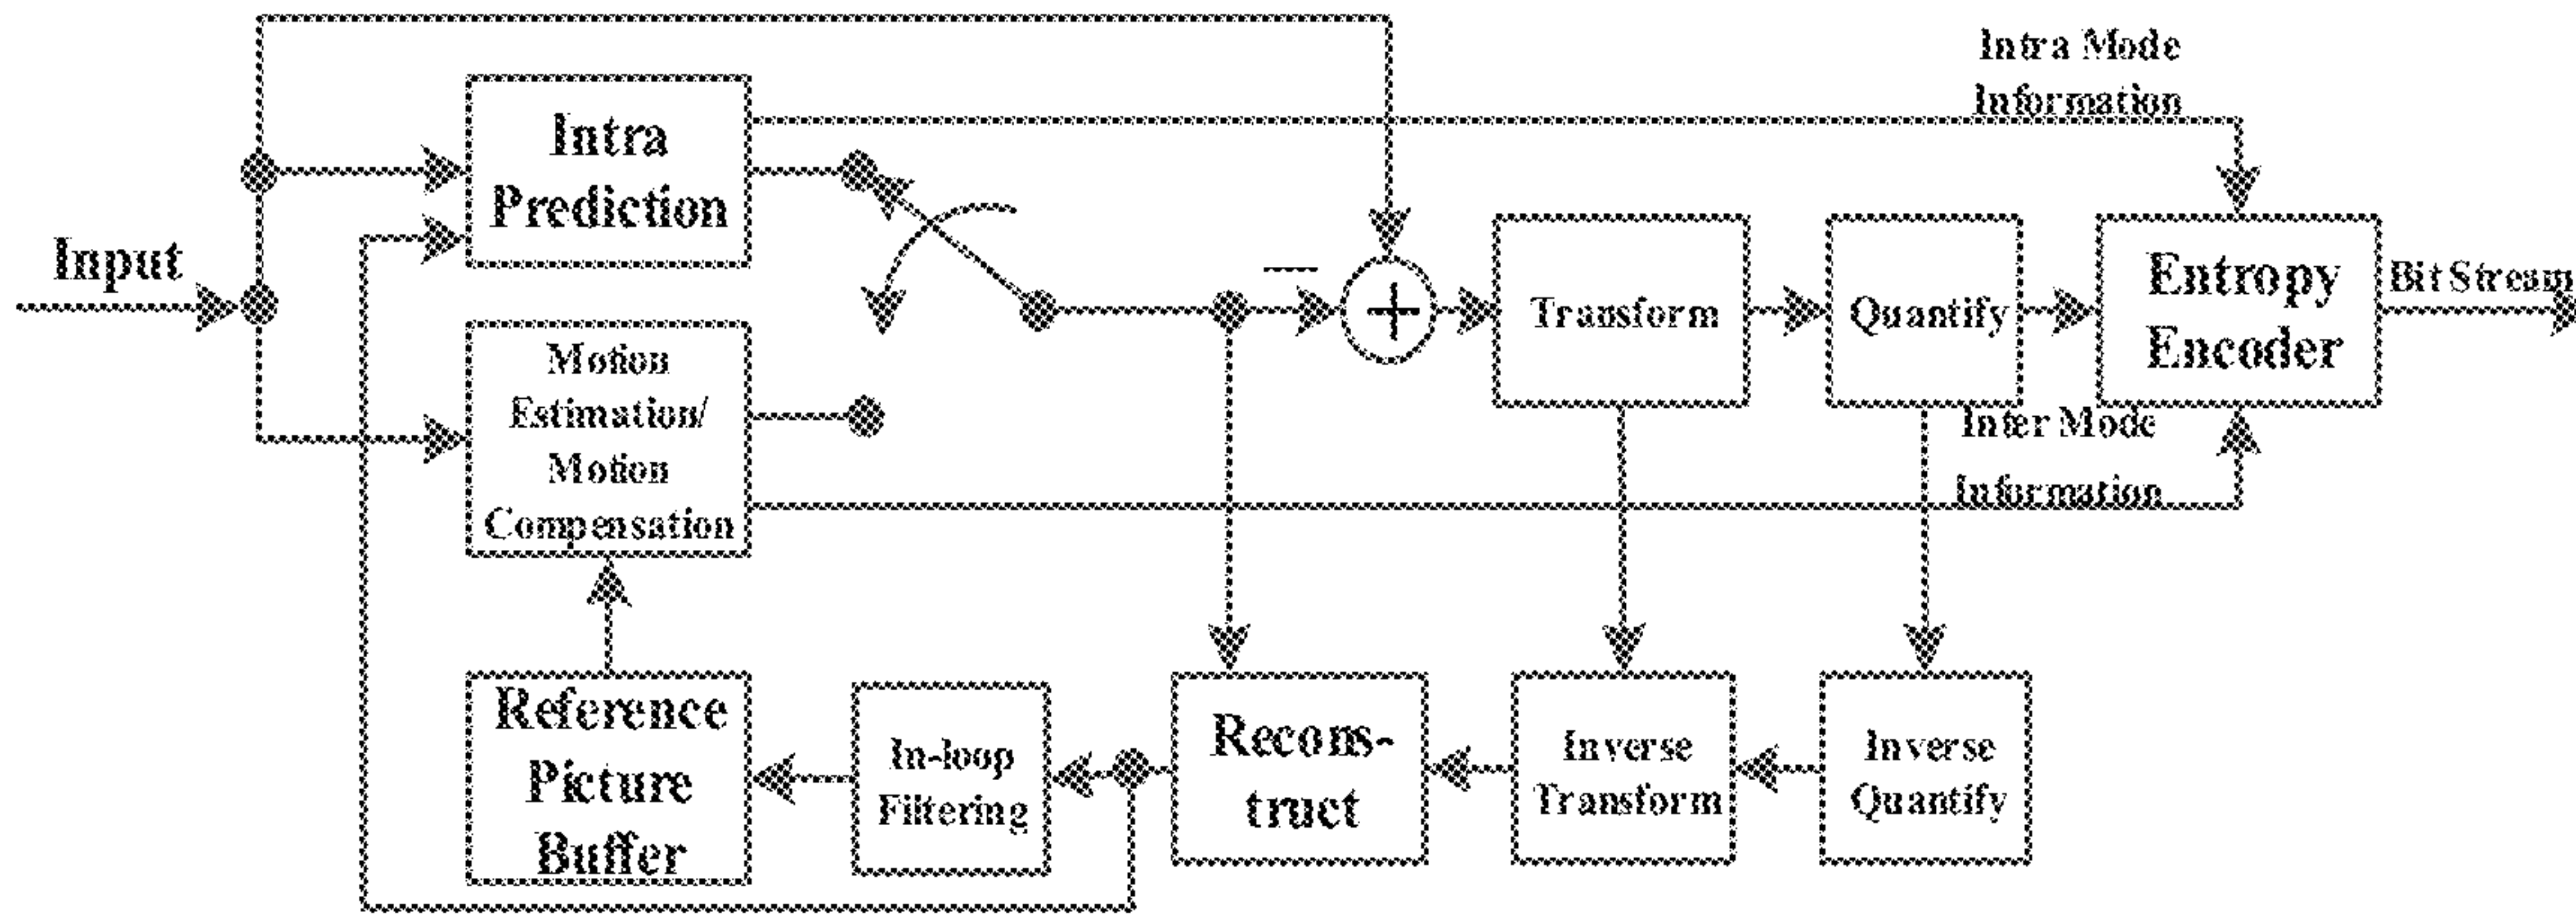 Intra Mode
Information
Intra
Prediction
Input
Motion
Estimation/
Motion
Compensation
—
+
Transform
Quantify
Entropy
Encoder
Bit Stream
Inter Mode
Information
Reference
Picture
Buffer
In-loop
Filtering
Recons-
truct
Inverse
Transform
Inverse
Quantify